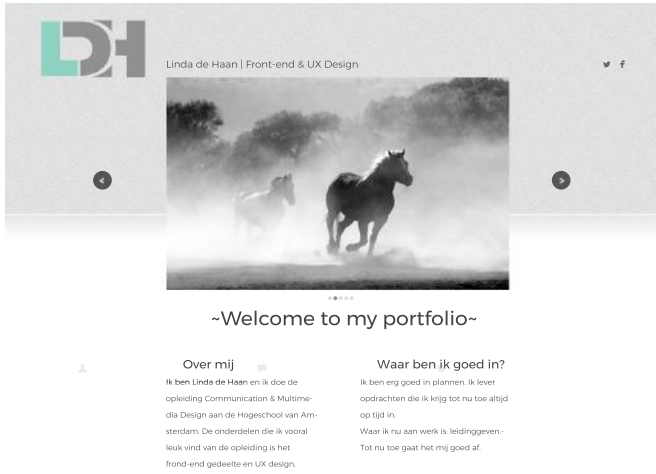 LDH
Linda de Haan | Front-end & UX Design
~Welcome to my portfolio~
Over mij
Ik ben Linda de Haan en ik doe de
opleiding Communication & Multime-
dia Design aan de Hogeschool van Am-
sterdam. De onderdelen die ik vooral
leuk vind van de opleiding is het
frond-end gedeelte en UX design.
Waar ben ik goed in?
Ik ben erg goed in plannen. Ik lever
opdrachten die ik krijg tot nu toe altijd
op tijd in.
Waar ik nu aan werk is: leidinggeven.-
Tot nu toe gaat het mij goed af.